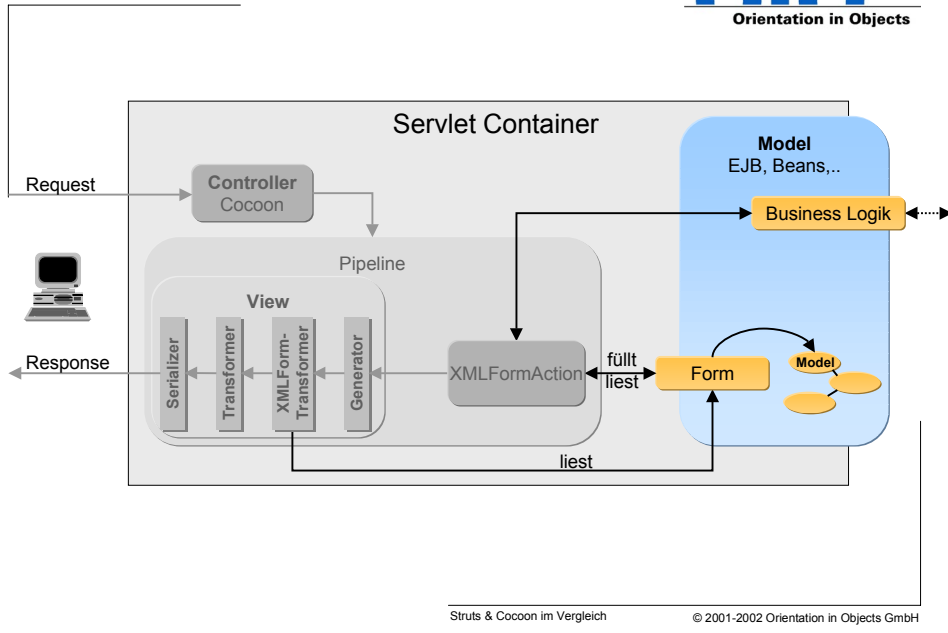 Orientation in Objects
Servlet Container
Model
EJB, Beans,..
Request
Controller
Cocoon
Business Logik
Pipeline
View
Response
Serializer
Transformer
XMLForm-
Transformer
Generator
XMLFormAction
füllt
liest
Form
Model
liest
Struts & Cocoon im Vergleich
© 2001-2002 Orientation in Objects GmbH